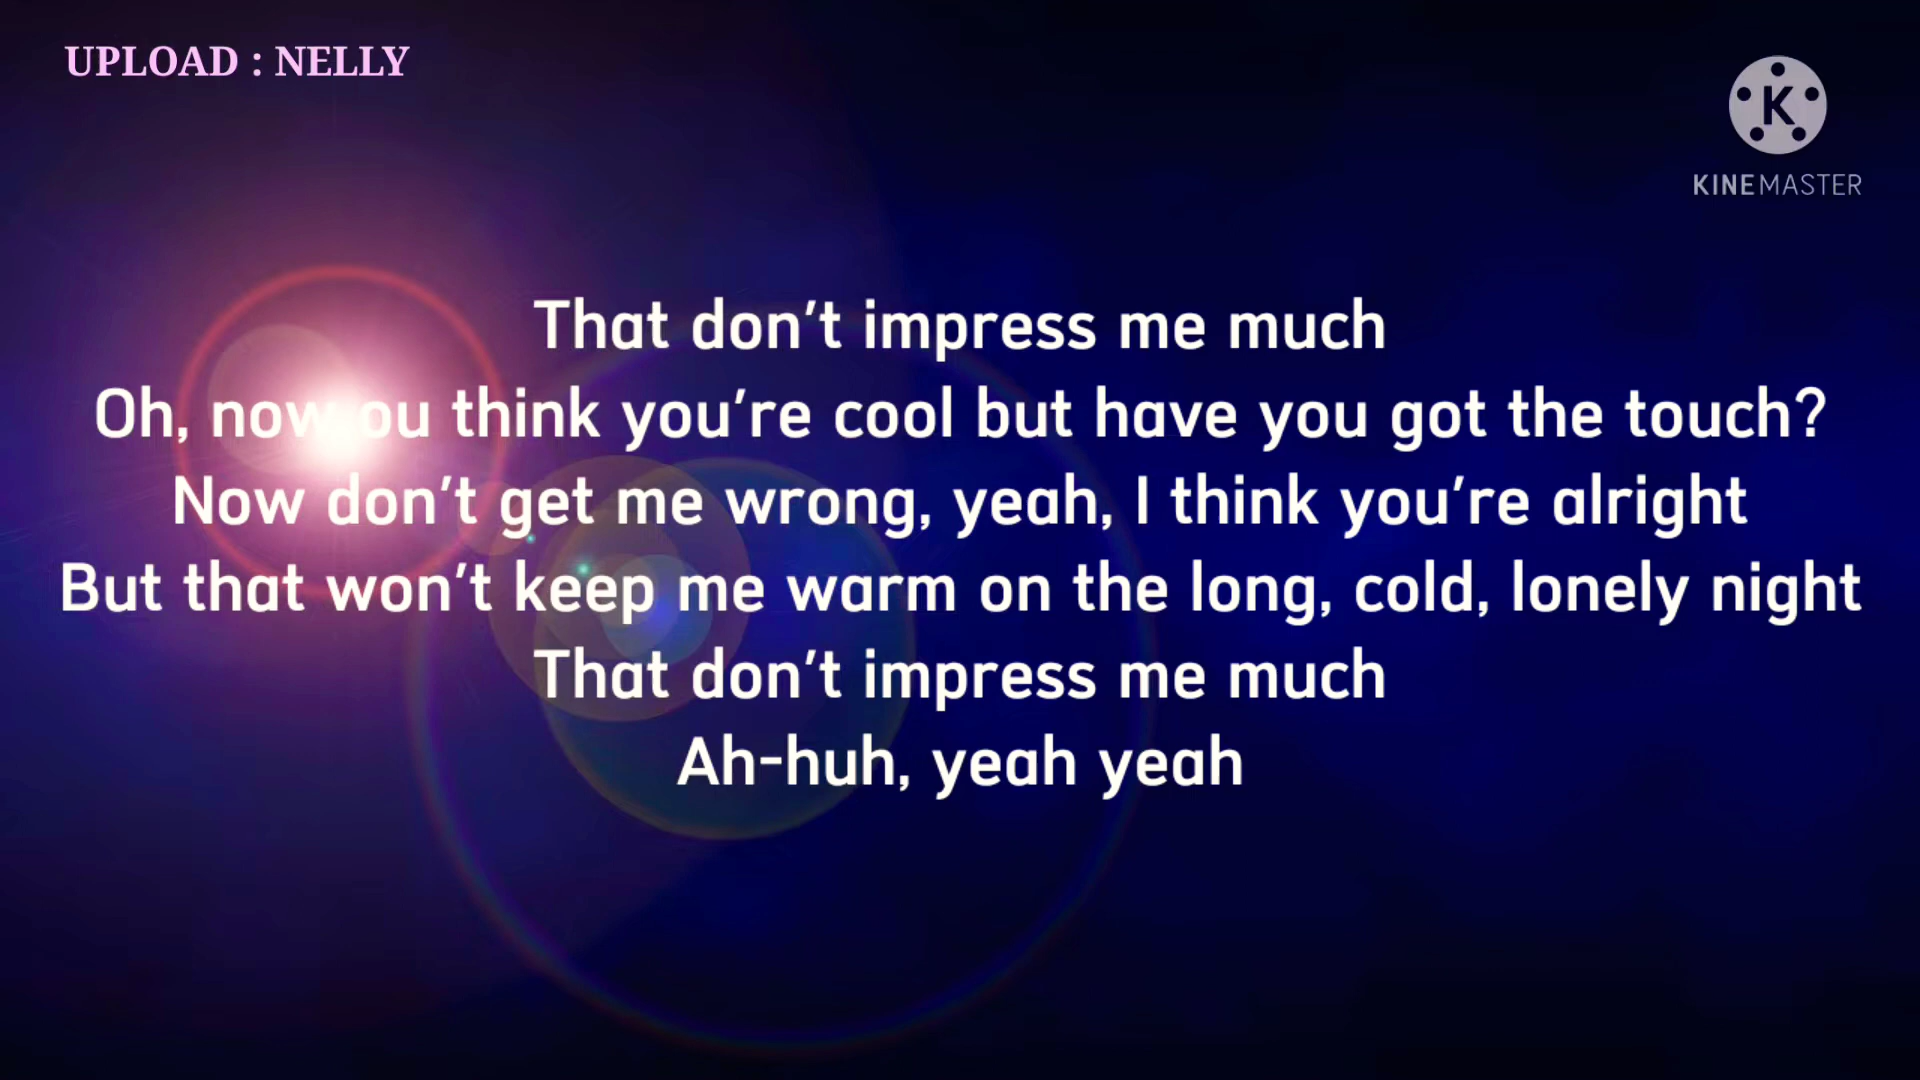 UPLOAD : NELLY
KINEMASTER
That don't impress me much
Oh, now ou think you're cool but have you got the touch?
Now don't get me wrong, yeah, I think you're alright
But that won't keep me warm on the long, cold, lonely night
That don't impress me much
Ah-huh, yeah yeah